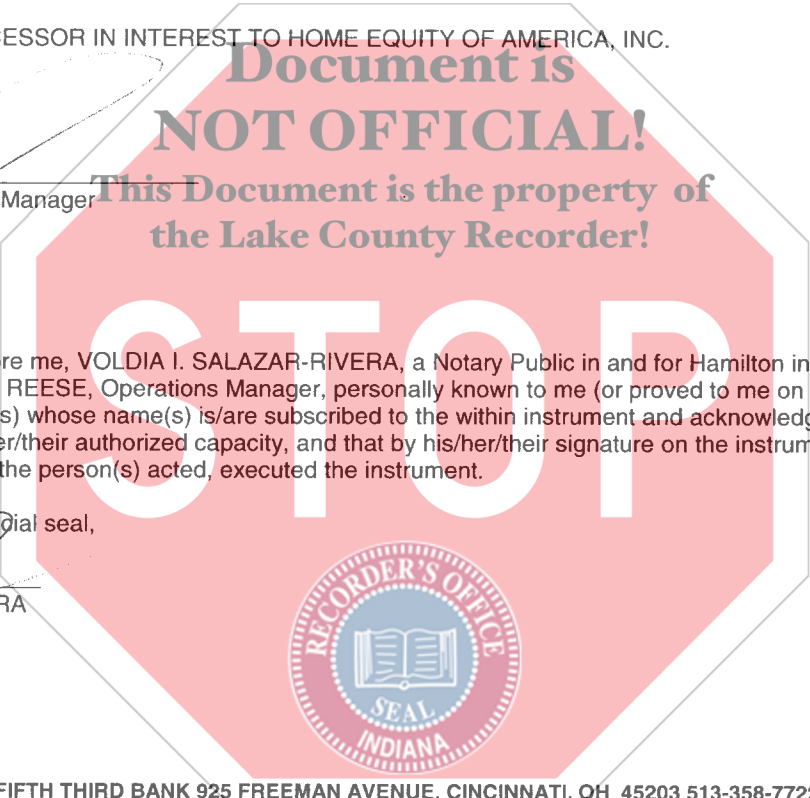 ESSOR IN INTEREST TO HOME EQUITY OF AMERICA, INC.
Document is
NOT OFFICIAL!
Manager
This Document is the property of
the Lake County Recorder!
STOP
re me, VOLDIA I. SALAZAR-RIVERA, a Notary Public in and for Hamilton in
REESE, Operations Manager, personally known to me (or proved to me on
s) whose name(s) is/are subscribed to the within instrument and acknowledg
er/their authorized capacity, and that by his/her/their signature on the instrum
the person(s) acted, executed the instrument.
cial seal,
RA
RECORDER'S OFFICE
SEAL
INDIANA
FIFTH THIRD BANK 925 FREEMAN AVENUE, CINCINNATI, OH 45203 513-358-772